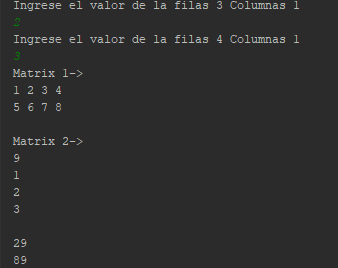 Ingrese el valor de la filas 3 Columnas 1
2
Ingrese el valor de la filas 4 Columnas 1
3
Matrix 1->
1 2 3 4
5 6 7 8
Matrix 2->
9
1
2
3
29
89